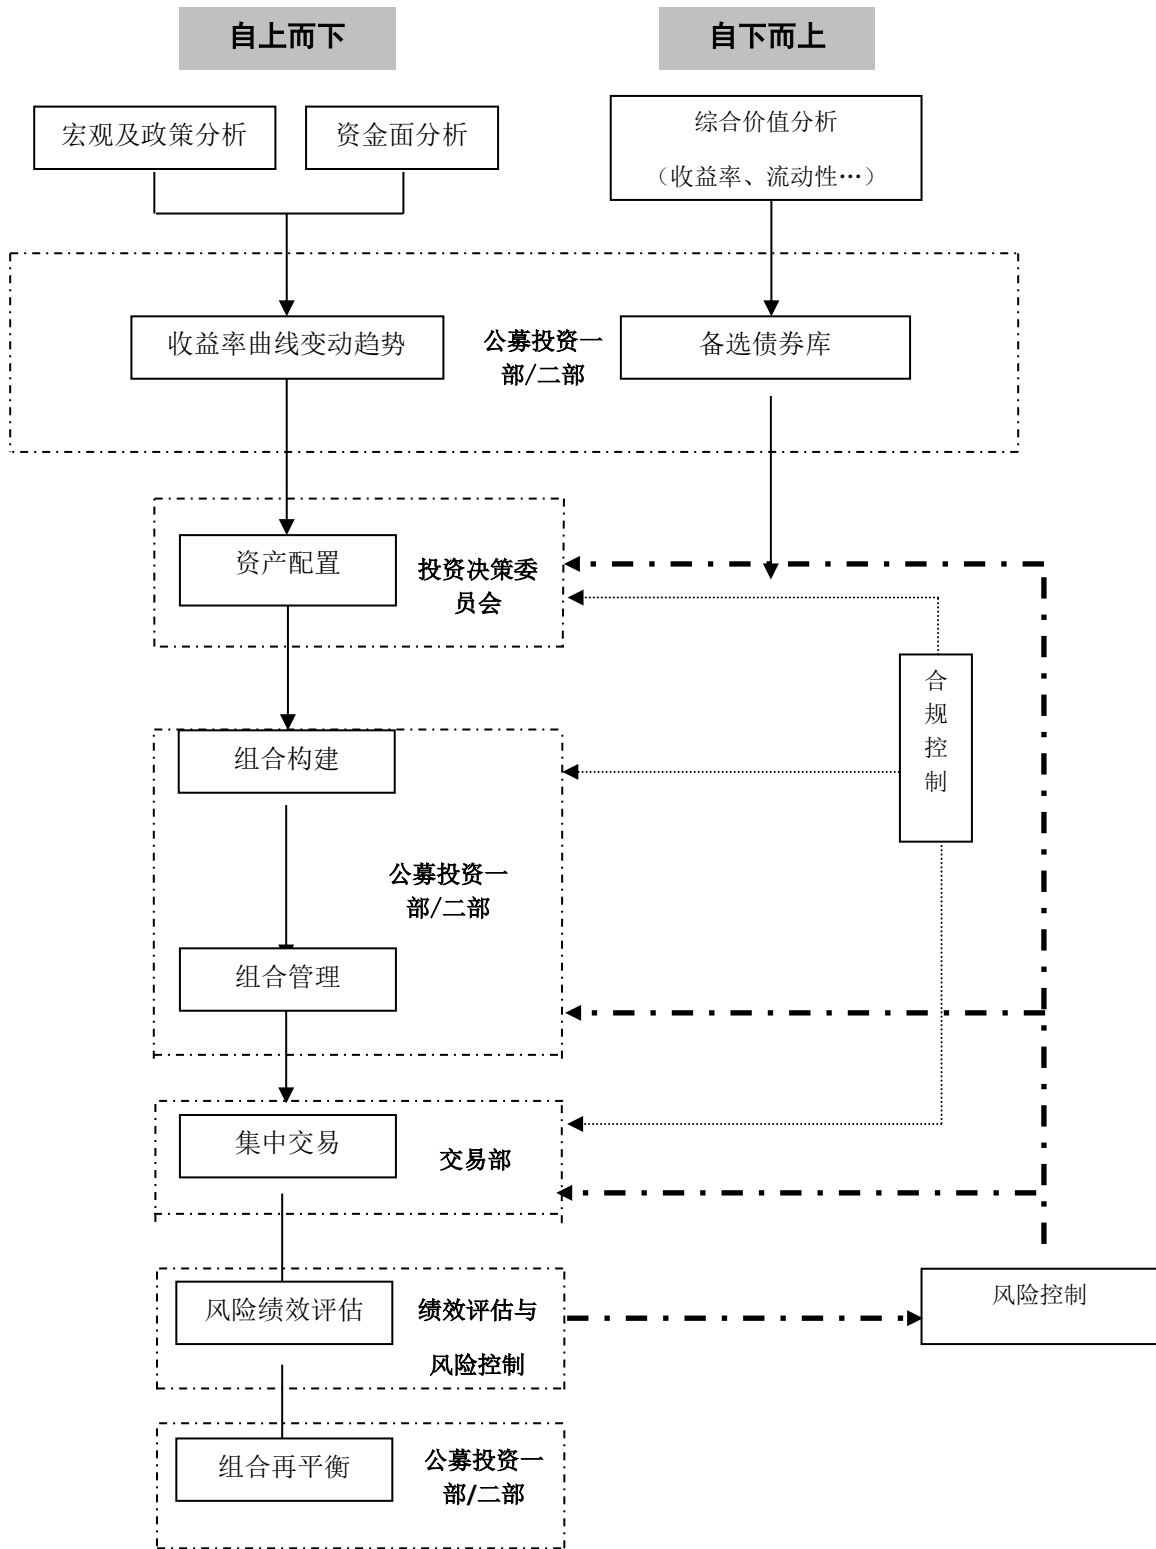 自上而下
自下而上
宏观及政策分析
资金面分析
综合价值分析
（收益率、流动性…）
收益率曲线变动趋势
公募投资一
部/二部
备选债券库
资产配置
投资决策委
员会
合
规
控
制
组合构建
公募投资一
部/二部
组合管理
集中交易
交易部
风险绩效评估
绩效评估与
风险控制
风险控制
组合再平衡
公募投资一
部/二部